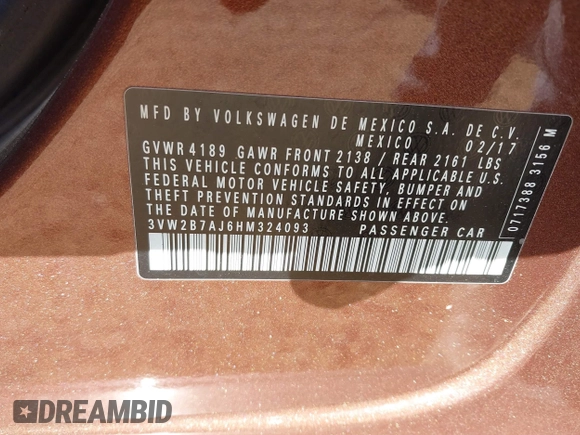 MFD BY VOLKSWAGEN DE MEXICO S.A. DE C.V.
MEXICO 02/17
GVWR 4189 GAWR FRONT 2138 / REAR 2161 LBS
THIS VEHICLE CONFORMS TO ALL APPLICABLE U.S.
FEDERAL MOTOR VEHICLE SAFETY, BUMPER AND
THEFT PREVENTION STANDARDS IN EFFECT ON
THE DATE OF MANUFACTURE SHOWN ABOVE.
3VW2B7AJ6HM324093 PASSENGER CAR
0717388 3156 M
DREAMBID